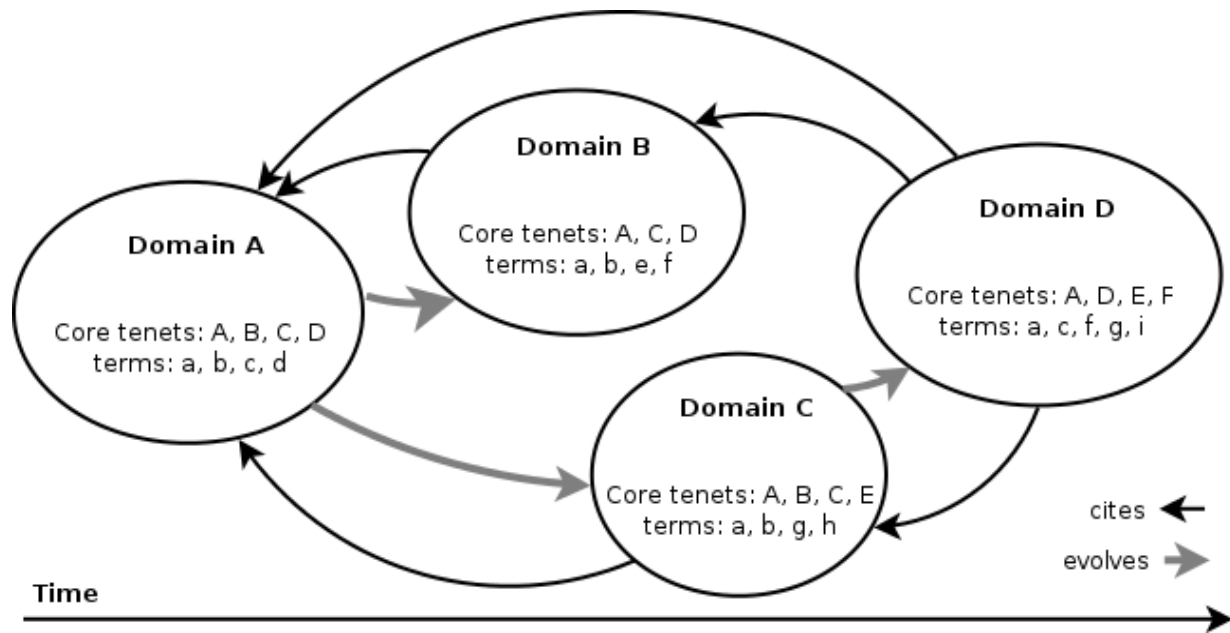 Domain A
Core tenets: A, B, C, D
terms: a, b, c, d
Domain B
Core tenets: A, C, D
terms: a, b, e, f
Domain C
Core tenets: A, B, C, E
terms: a, b, g, h
Domain D
Core tenets: A, D, E, F
terms: a, c, f, g, i
cites
evolves
Time